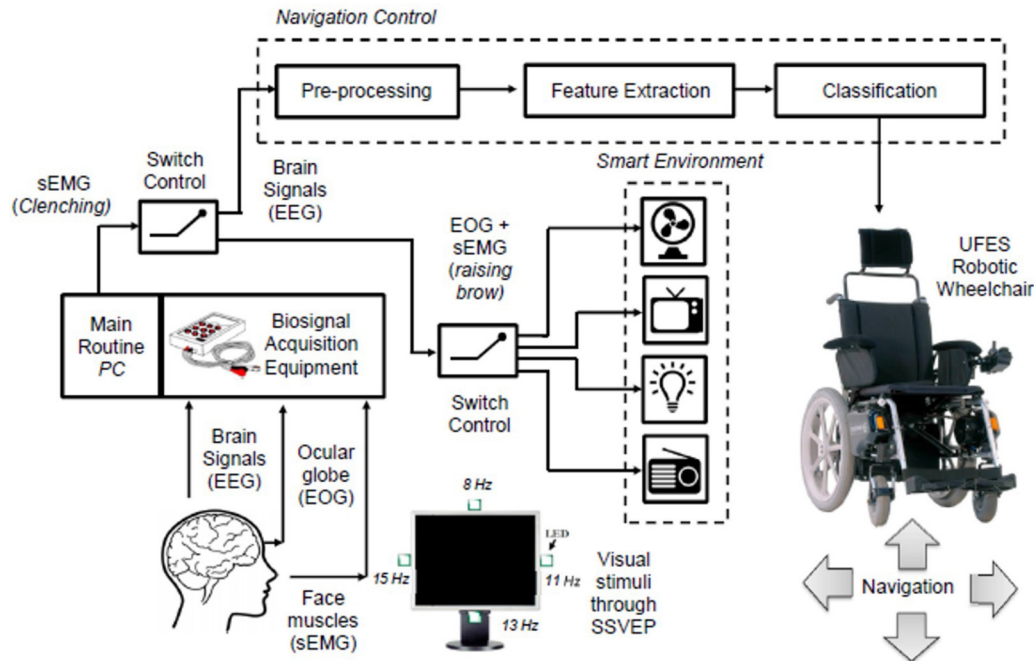 Navigation Control
Pre-processing
Feature Extraction
Classification
Switch
Control
sEMG
(Clenching)
Brain
Signals
(EEG)
Smart Environment
EOG +
sEMG
(raising
brow)
UFES
Robotic
Wheelchair
Main
Routine
PC
Biosignal
Acquisition
Equipment
Switch
Control
Brain
Signals
(EEG)
Ocular
globe
(EOG)
Face
muscles
(sEMG)
8 Hz
LED
15 Hz
11 Hz
13 Hz
Visual
stimuli
through
SSVEP
Navigation